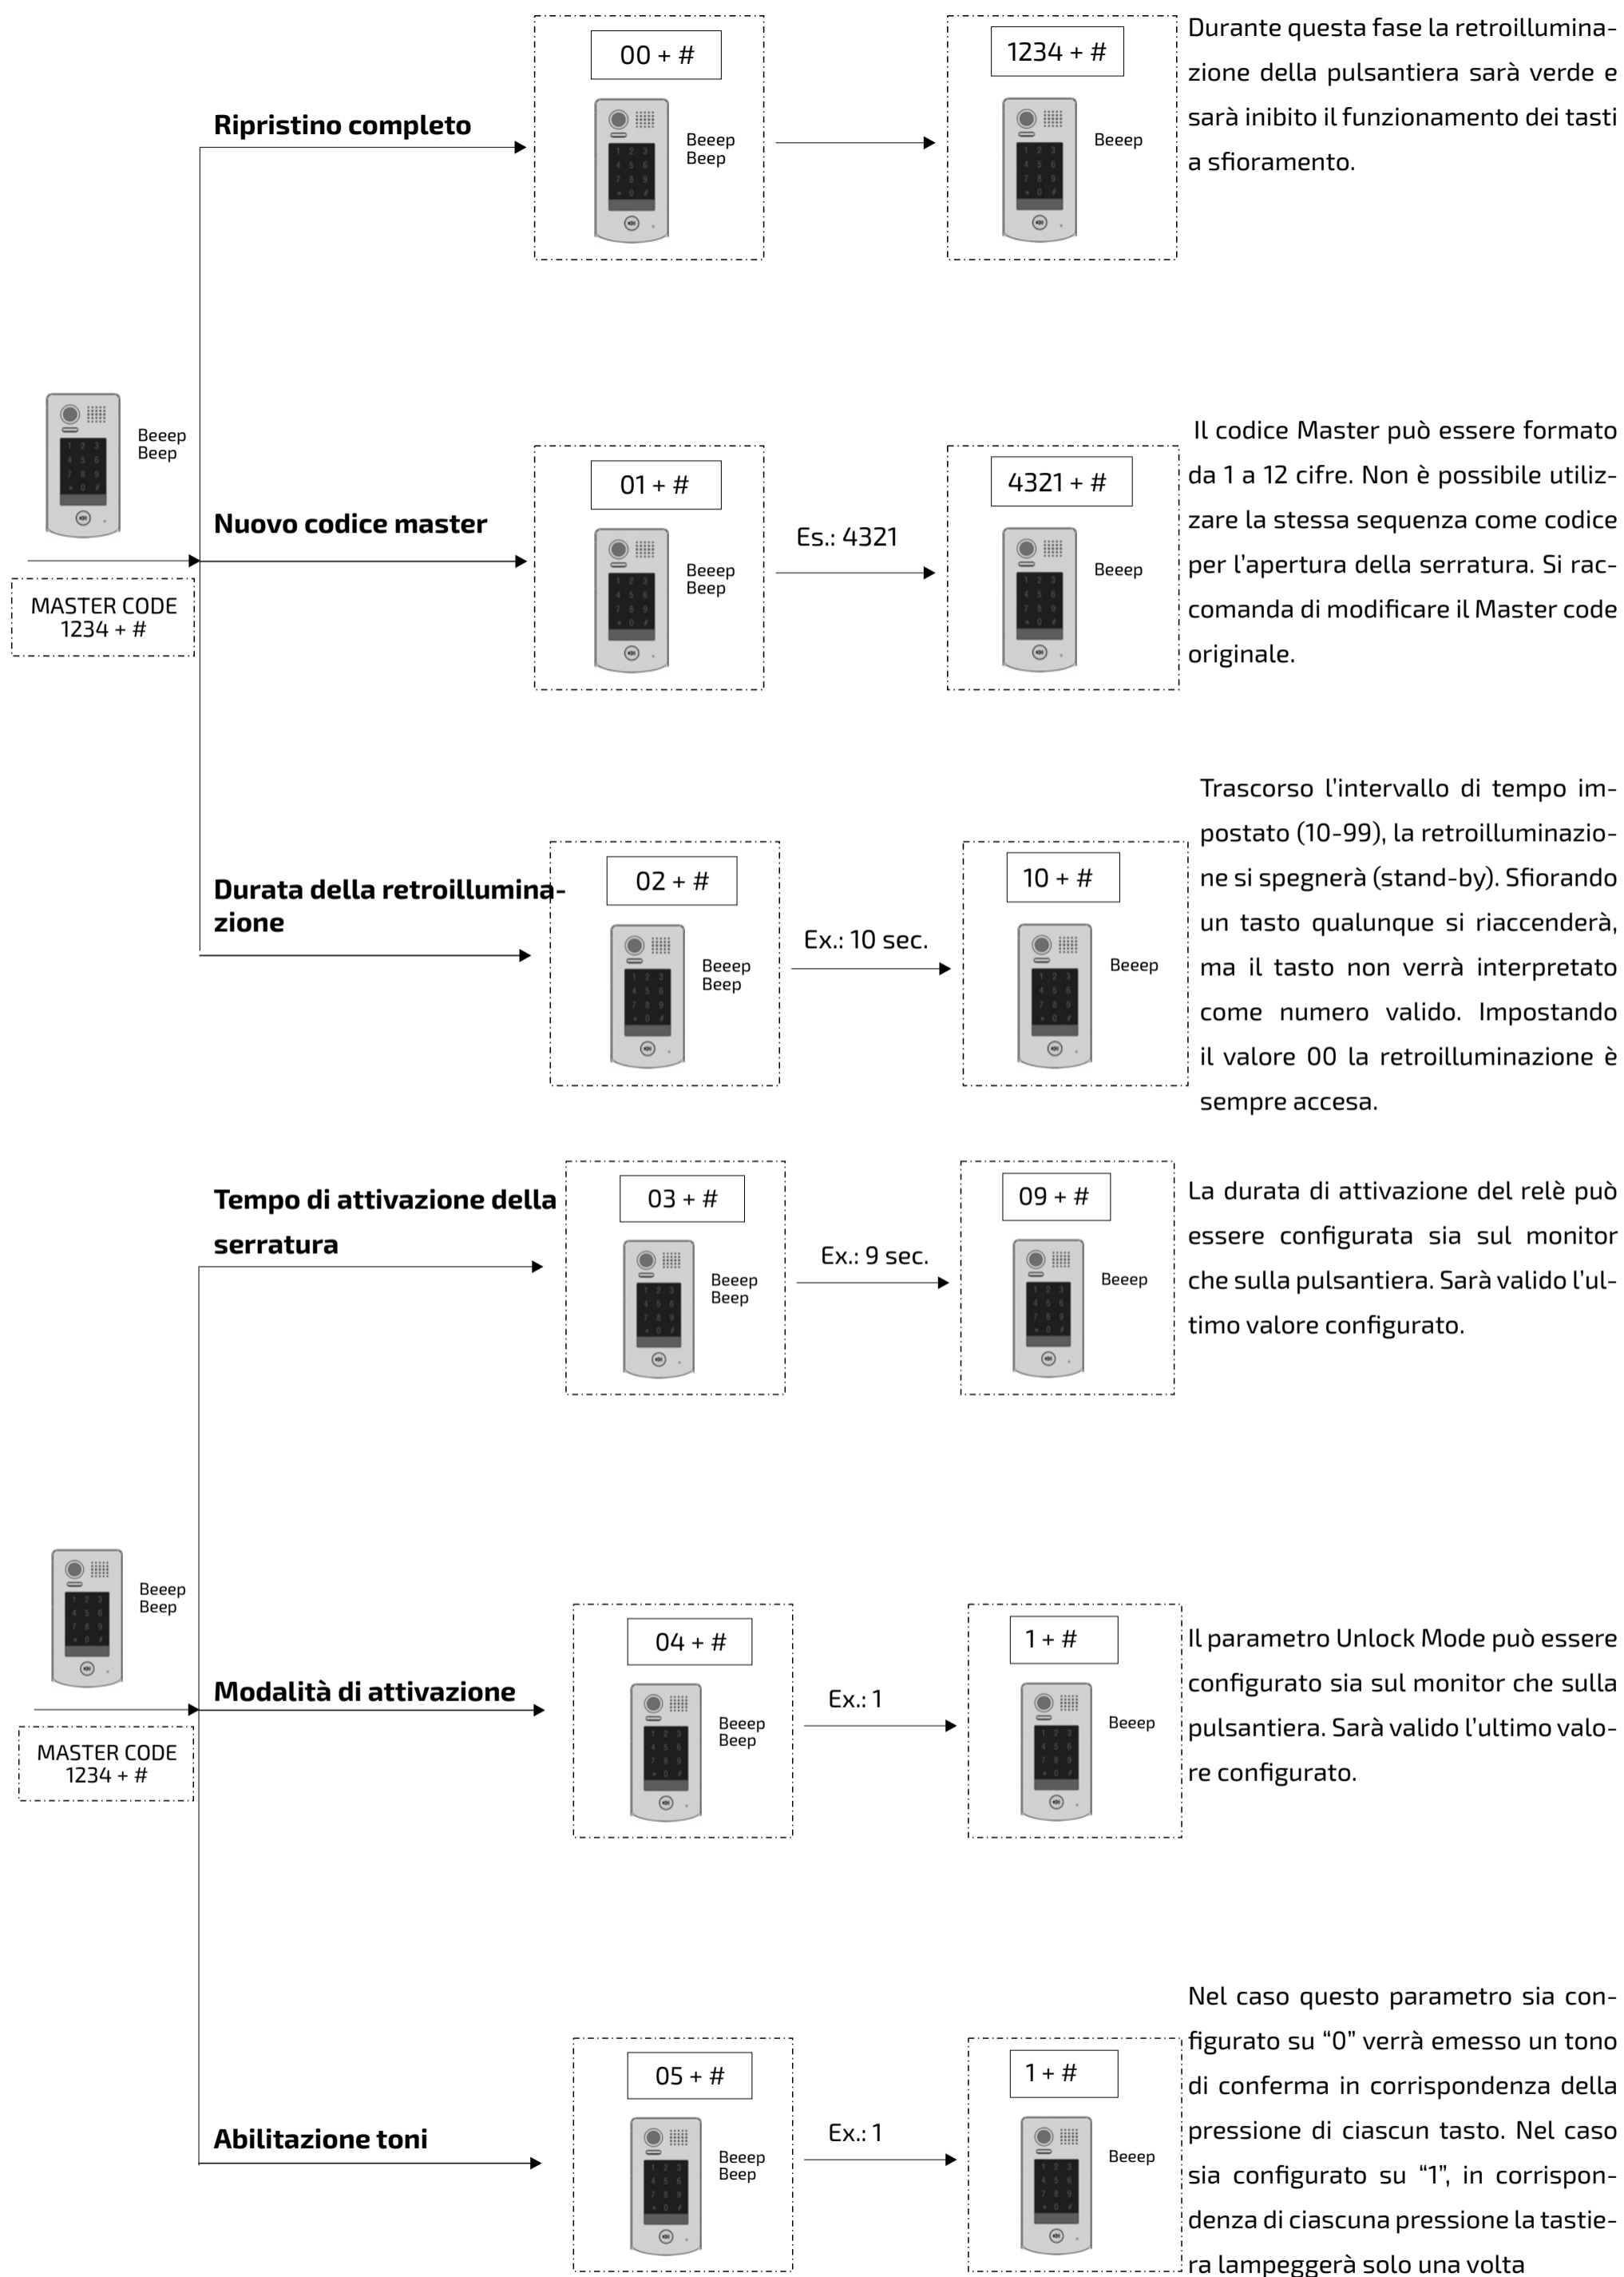 00 + #
1234 + #
Durante questa fase la retroillumina-
zione della pulsantiera sarà verde e
sarà inibito il funzionamento dei tasti
a sfioramento.
Ripristino completo
Beeep
Beep
Beeep
Beeep
Beep
MASTER CODE
1234 + #
Nuovo codice master
01 + #
Beeep
Beep
Es.: 4321
4321 + #
Beeep
Il codice Master può essere formato
da 1 a 12 cifre. Non è possibile utiliz-
zare la stessa sequenza come codice
per l'apertura della serratura. Si rac-
comanda di modificare il Master code
originale.
Durata della retroillumina-
zione
02 + #
Beeep
Beep
Ex.: 10 sec.
10 + #
Beeep
Trascorso l'intervallo di tempo im-
postato (10-99), la retroilluminazio-
ne si spegnerà (stand-by). Sfiorando
un tasto qualunque si riaccenderà,
ma il tasto non verrà interpretato
come numero valido. Impostando
il valore 00 la retroilluminazione è
sempre accesa.
Tempo di attivazione della
serratura
03 + #
Beeep
Beep
Ex.: 9 sec.
09 + #
Beeep
La durata di attivazione del relè può
essere configurata sia sul monitor
che sulla pulsantiera. Sarà valido l'ul-
timo valore configurato.
Beeep
Beep
MASTER CODE
1234 + #
Modalità di attivazione
04 + #
Beeep
Beep
Ex.: 1
1 + #
Beeep
Il parametro Unlock Mode può essere
configurato sia sul monitor che sulla
pulsantiera. Sarà valido l'ultimo valo-
re configurato.
Abilitazione toni
05 + #
Beeep
Beep
Ex.: 1
1 + #
Beeep
Nel caso questo parametro sia con-
figurato su “0” verrà emesso un tono
di conferma in corrispondenza della
pressione di ciascun tasto. Nel caso
sia configurato su “1”, in corrispon-
denza di ciascuna pressione la tastie-
ra lampeggerà solo una volta